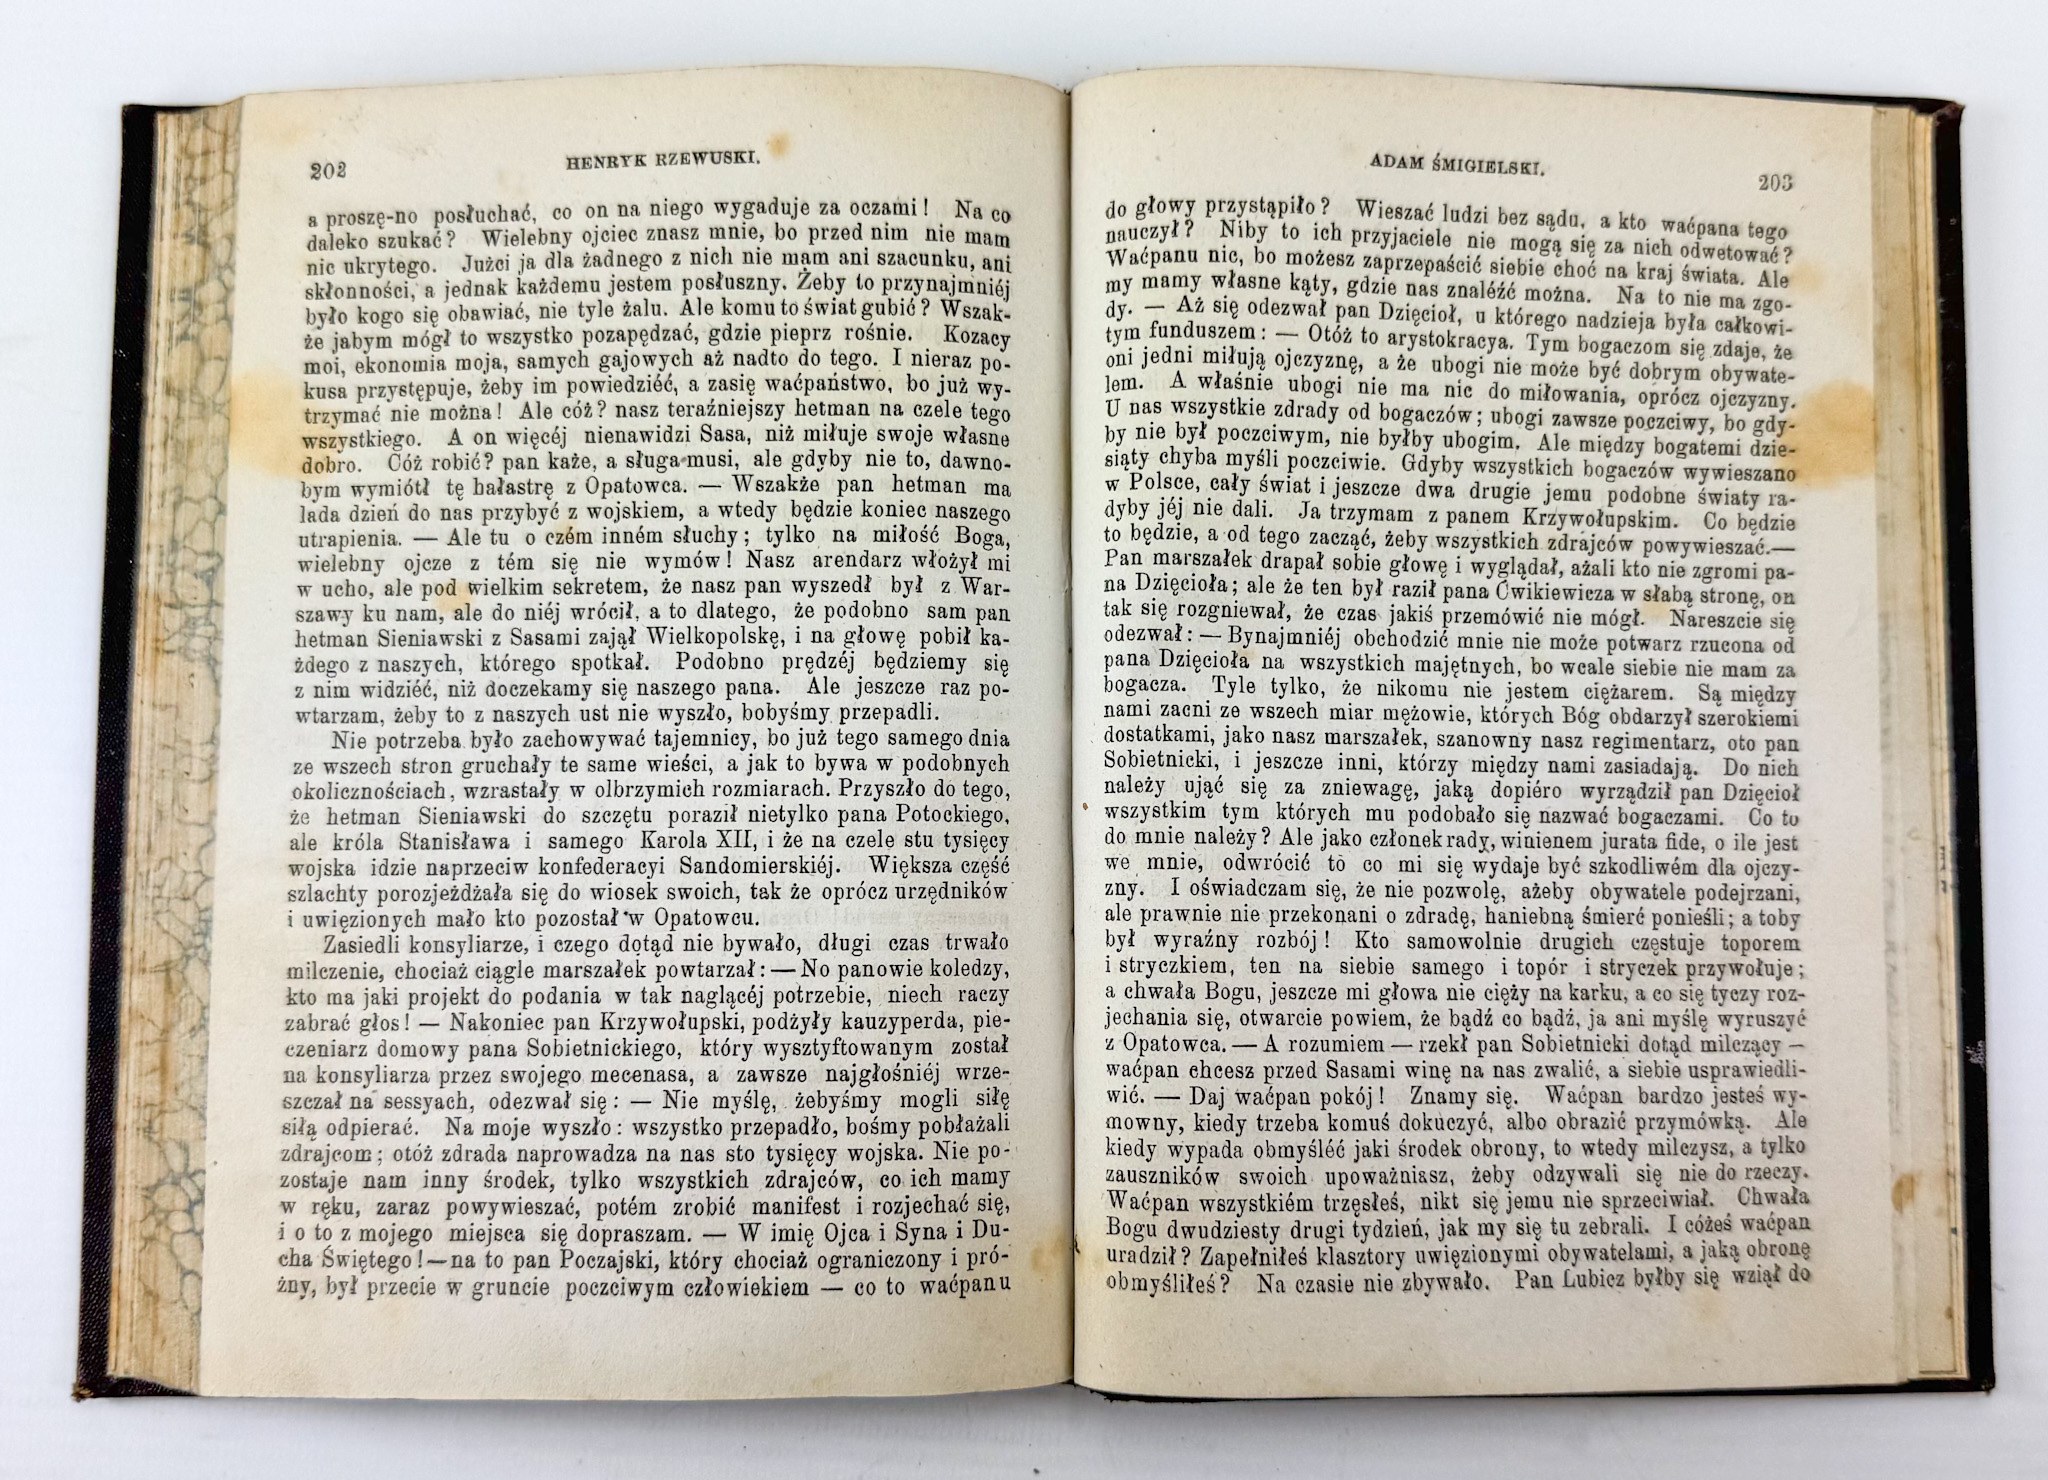 202
HENRYK RZEWUSKI.
a proszę-no posłuchać, co on na niego wygaduje za oczami! Na co
daleko szukać? Wielebny ojciec znasz mnie, bo przed nim nie mam
nic ukrytego. Jużci ja dla żadnego z nich nie mam ani szacunku, ani
skłonności, a jednak każdemu jestem posłuszny. Żeby to przynajmniéj
było kogo się obawiać, nie tyle żalu. Ale komu to świat gubić? Wszak-
że jabym mógł to wszystko pozapędzać, gdzie pieprz rośnie. Kozacy
moi, ekonomia moja, samych gajowych aż nadto do tego. I nieraz po-
kusa przystępuje, żeby im powiedziéć, a zasię waćpaństwo, bo już wy-
trzymać nie można! Ale cóż? nasz teraźniejszy hetman na czele tego
wszystkiego. A on więcéj nienawidzi Sasa, niż miłuje swoje własne
dobro. Cóż robić? pan każe, a sługa musi, ale gdyby nie to, dawno-
bym wymiótł tę hałastrę z Opatowca. — Wszakże pan hetman ma
lada dzień do nas przybyć z wojskiem, a wtedy będzie koniec naszego
utrapienia. — Ale tu o czém inném słuchy; tylko na miłość Boga,
wielebny ojcze z tém się nie wymów! Nasz arendarz włożył mi
w ucho, ale pod wielkim sekretem, że nasz pan wyszedł był z War-
szawy ku nam, ale do niéj wrócił, a to dlatego, że podobno sam pan
hetman Sieniawski z Sasami zajął Wielkopolskę, i na głowę pobił ka-
żdego z naszych, którego spotkał. Podobno prędzéj będziemy się
z nim widziéć, niż doczekamy się naszego pana. Ale jeszcze raz po-
wtarzam, żeby to z naszych ust nie wyszło, bobyśmy przepadli.
Nie potrzeba było zachowywać tajemnicy, bo już tego samego dnia
ze wszech stron gruchały te same wieści, a jak to bywa w podobnych
okolicznościach, wzrastały w olbrzymich rozmiarach. Przyszło do tego,
że hetman Sieniawski do szczętu poraził nietylko pana Potockiego,
ale króla Stanisława i samego Karola XII, i że na czele stu tysięcy
wojska idzie naprzeciw konfederacyi Sandomierskiéj. Większa część
szlachty porozjeżdżała się do wiosek swoich, tak że oprócz urzędników
i uwięzionych mało kto pozostał w Opatowcu.
Zasiedli konsyliarze, i czego dotąd nie bywało, długi czas trwało
milczenie, chociaż ciągle marszałek powtarzał: — No panowie koledzy,
kto ma jaki projekt do podania w tak naglącéj potrzebie, niech raczy
zabrać głos! — Nakoniec pan Krzywołupski, podżyły kauzyperda, pie-
czeniarz domowy pana Sobietnickiego, który wysztyftowanym został
na konsyliarza przez swojego mecenasa, a zawsze najgłośniéj wrze-
szczał na sessyach, odezwał się: — Nie myślę, żebyśmy mogli siłę
siłą odpierać. Na moje wyszło: wszystko przepadło, bośmy pobłażali
zdrajcom; otóż zdrada naprowadza na nas sto tysięcy wojska. Nie po-
zostaje nam inny środek, tylko wszystkich zdrajców, co ich mamy
w ręku, zaraz powywieszać, potém zrobić manifest i rozjechać się,
i o to z mojego miejsca się dopraszam. — W imię Ojca i Syna i Du-
cha Świętego! — na to pan Poczajski, który chociaż ograniczony i pró-
żny, był przecie w gruncie poczciwym człowiekiem — co to waćpanu
ADAM ŚMIGIELSKI.
203
do głowy przystąpiło? Wieszać ludzi bez sądu, a kto waćpana tego
nauczył? Niby to ich przyjaciele nie mogą się za nich odwetować?
Waćpanu nic, bo możesz zaprzepaścić siebie choć na kraj świata. Ale
my mamy własne kąty, gdzie nas znaléźć można. Na to nie ma zgo-
dy. — Aż się odezwał pan Dzięcioł, u którego nadzieja była całkowi-
tym funduszem: — Otóż to arystokracya. Tym bogaczom się zdaje, że
oni jedni miłują ojczyznę, a że ubogi nie może być dobrym obywate-
lem. A właśnie ubogi nie ma nic do miłowania, oprócz ojczyzny.
U nas wszystkie zdrady od bogaczów; ubogi zawsze poczciwy, bo gdy-
by nie był poczciwym, nie byłby ubogim. Ale między bogatemi dzie-
siąty chyba myśli poczciwie. Gdyby wszystkich bogaczów wywieszano
w Polsce, cały świat i jeszcze dwa drugie jemu podobne światy ra-
dyby jéj nie dali. Ja trzymam z panem Krzywołupskim. Co będzie
to będzie, a od tego zacząć, żeby wszystkich zdrajców powywieszać.—
Pan marszałek drapał sobie głowę i wyglądał, ażali kto nie zgromi pa-
na Dzięcioła; ale że ten był raził pana Cwikiewicza w słabą stronę, on
tak się rozgniewał, że czas jakiś przemówić nie mógł. Nareszcie się
odezwał: — Bynajmniéj obchodzić mnie nie może potwarz rzucona od
pana Dzięcioła na wszystkich majętnych, bo wcale siebie nie mam za
bogacza. Tyle tylko, że nikomu nie jestem ciężarem. Są między
nami zacni ze wszech miar mężowie, których Bóg obdarzył szerokiemi
dostatkami, jako nasz marszałek, szanowny nasz regimentarz, oto pan
Sobietnicki, i jeszcze inni, którzy między nami zasiadają. Do nich
należy ująć się za zniewagę, jaką dopiéro wyrządził pan Dzięcioł
wszystkim tym których mu podobało się nazwać bogaczami. Co to
do mnie należy? Ale jako członek rady, winienem jurata fide, o ile jest
we mnie, odwrócić to co mi się wydaje być szkodliwém dla ojczy-
zny. I oświadczam się, że nie pozwolę, ażeby obywatele podejrzani,
ale prawnie nie przekonani o zdradę, haniebną śmierć ponieśli; a toby
był wyraźny rozbój! Kto samowolnie drugich częstuje toporem
i stryczkiem, ten na siebie samego i topór i stryczek przywołuje;
a chwała Bogu, jeszcze mi głowa nie cięży na karku, a co się tyczy roz-
jechania się, otwarcie powiem, że bądź co bądź, ja ani myślę wyruszyć
z Opatowca. — A rozumiem — rzekł pan Sobietnicki dotąd milczący —
waćpan chcesz przed Sasami winę na nas zwalić, a siebie usprawiedli-
wić. — Daj waćpan pokój! Znamy się. Waćpan bardzo jesteś wy-
mowny, kiedy trzeba komuś dokuczyć, albo obrazić przymówką. Ale
kiedy wypada obmyśléć jaki środek obrony, to wtedy milczysz, a tylko
zauszników swoich upoważniasz, żeby odzywali się nie do rzeczy.
Waćpan wszystkiém trzęsłeś, nikt się jemu nie sprzeciwiał. Chwała
Bogu dwudziesty drugi tydzień, jak my się tu zebrali. I cóżeś waćpan
uradził? Zapełniłeś klasztory uwięzionymi obywatelami, a jaką obronę
obmyśliłeś? Na czasie nie zbywało. Pan Lubicz byłby się wziął do